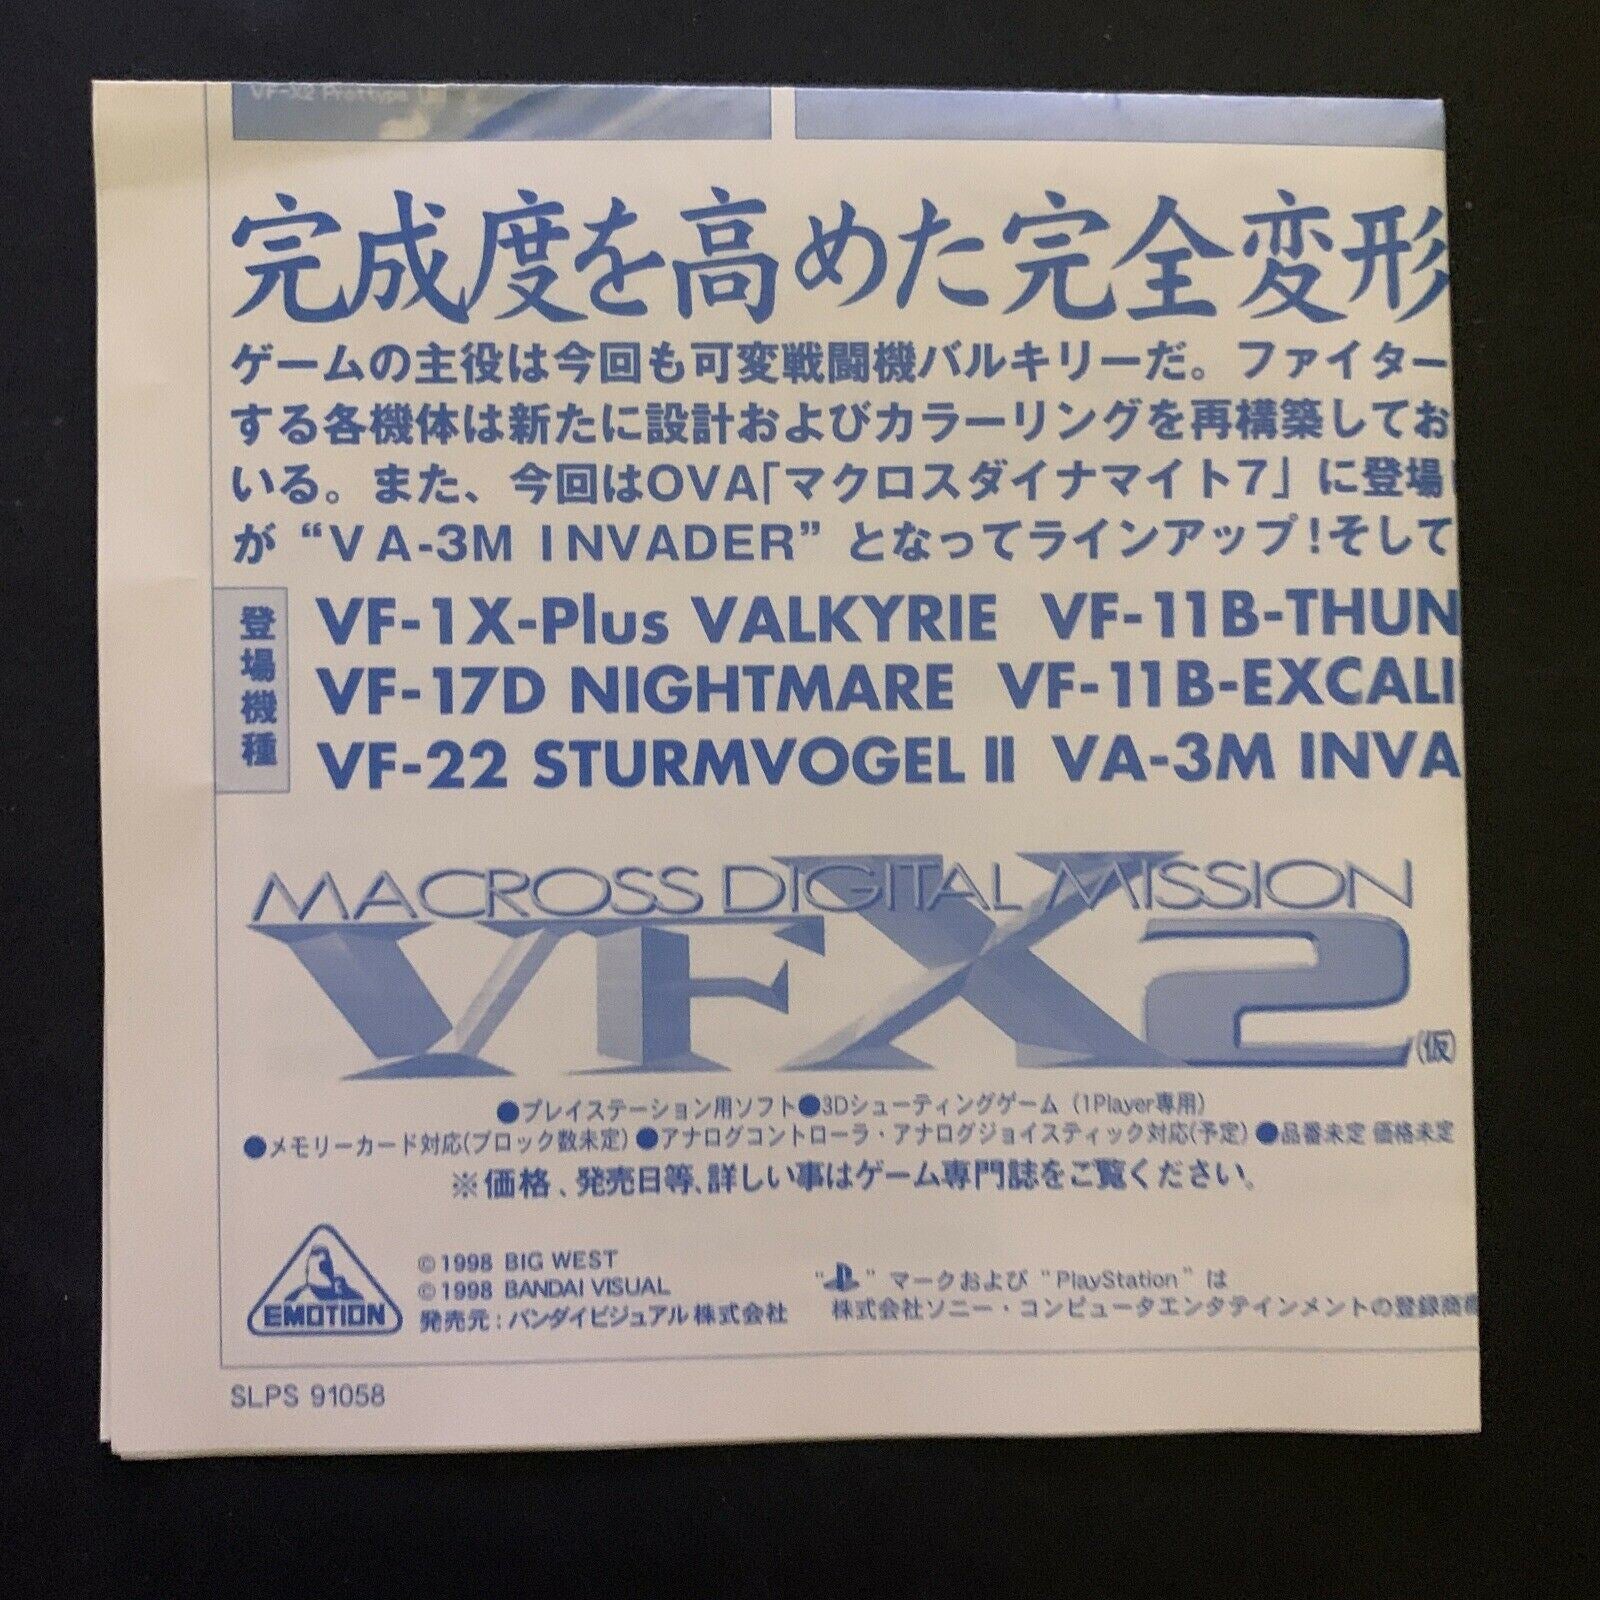 VF-X2 Prottype
完成度を高めた完全変形
ゲームの主役は今回も可変戦闘機バルキリーだ。ファイター
する各機体は新たに設計およびカラーリングを再構築してお
いる。また、今回はOVA「マクロスダイナマイト7」に登場
が “VA-3M INVADER” となってラインアップ!そして
登場機種
VF-1X-Plus VALKYRIE VF-11B-THUN
VF-17D NIGHTMARE VF-11B-EXCALI
VF-22 STURMVOGEL II VA-3M INVA
MACROSS DIGITAL MISSION
VFX2(仮)
●プレイステーション用ソフト●3Dシューティングゲーム (1Player専用)
●メモリーカード対応(ブロック数未定) ●アナログコントローラ・アナログジョイスティック対応(予定) ●品番未定 価格未定
※価格、発売日等、詳しい事はゲーム専門誌をご覧ください。
EMOTION
©1998 BIG WEST
©1998 BANDAI VISUAL
発売元:バンダイビジュアル株式会社
“ ” マークおよび “PlayStation” は
株式会社ソニー・コンピュータエンタテインメントの登録商標
SLPS 91058